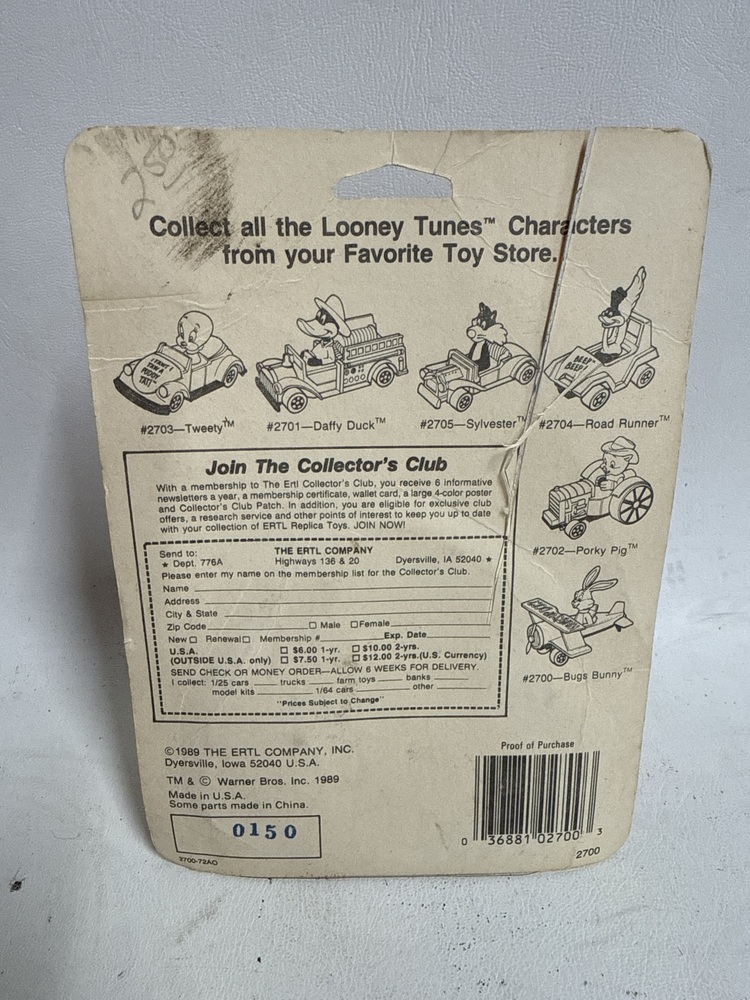 280
Collect all the Looney Tunes™ Characters
from your Favorite Toy Store.
I TAWT I
TAW A
PUDDY
TAT!
BEEP
BEEP!
#2703—Tweety™
#2701—Daffy Duck™
#2705—Sylvester™
#2704—Road Runner™
Join The Collector's Club
With a membership to The Ertl Collector's Club, you receive 6 informative
newsletters a year, a membership certificate, wallet card, a large 4-color poster
and Collector's Club Patch. In addition, you are eligible for exclusive club
offers, a research service and other points of interest to keep you up to date
with your collection of ERTL Replica Toys. JOIN NOW!
#2702—Porky Pig™
Send to: THE ERTL COMPANY
★ Dept. 776A Highways 136 & 20 Dyersville, IA 52040 ★
Please enter my name on the membership list for the Collector's Club.
Name
Address
City & State
Zip Code □ Male □ Female
New □ Renewal □ Membership # Exp. Date
U.S.A. □ $6.00 1-yr. □ $10.00 2-yrs.
(OUTSIDE U.S.A. only) □ $7.50 1-yr. □ $12.00 2-yrs. (U.S. Currency)
SEND CHECK OR MONEY ORDER—ALLOW 6 WEEKS FOR DELIVERY.
I collect: 1/25 cars trucks farm toys banks
model kits 1/64 cars other
"Prices Subject to Change"
#2700—Bugs Bunny™
©1989 THE ERTL COMPANY, INC.
Dyersville, Iowa 52040 U.S.A.
TM & © Warner Bros. Inc. 1989
Made in U.S.A.
Some parts made in China.
0150
2700-72AO
Proof of Purchase
0 36881 02700 3
2700